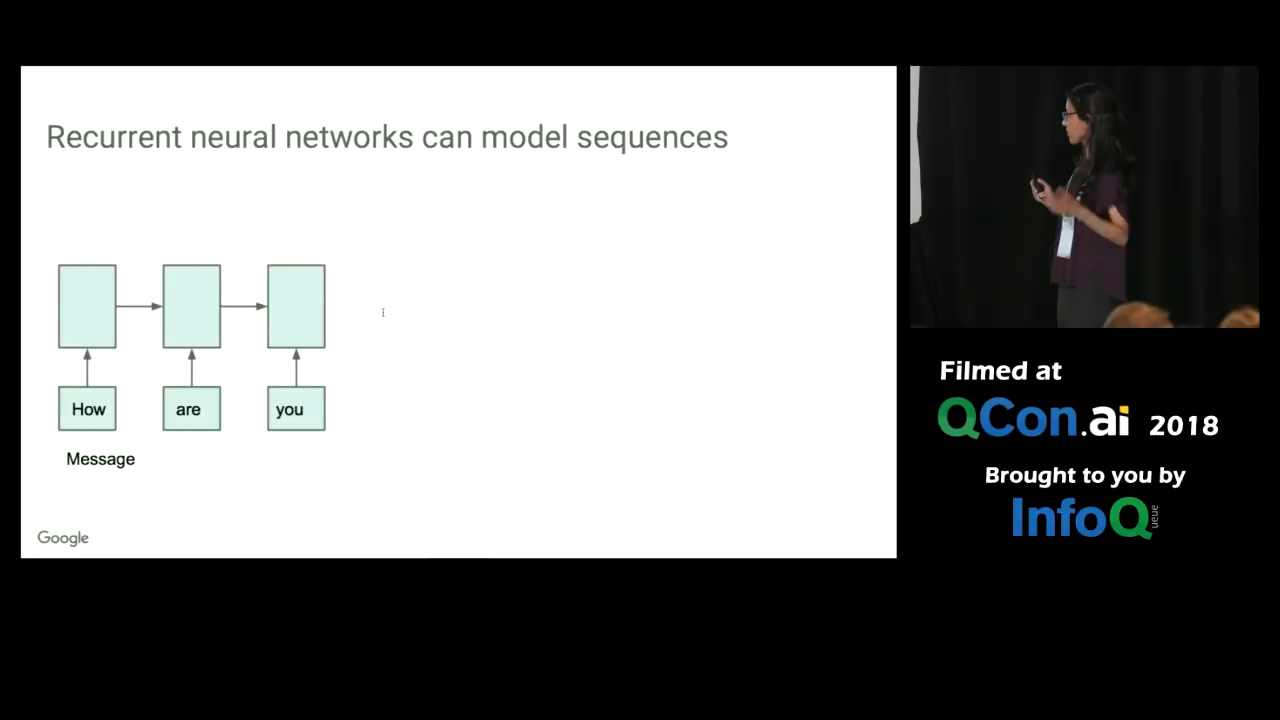 Recurrent neural networks can model sequences
How
are
you
Message
Google
Filmed at
QCon.ai 2018
Brought to you by
InfoQ
ueue